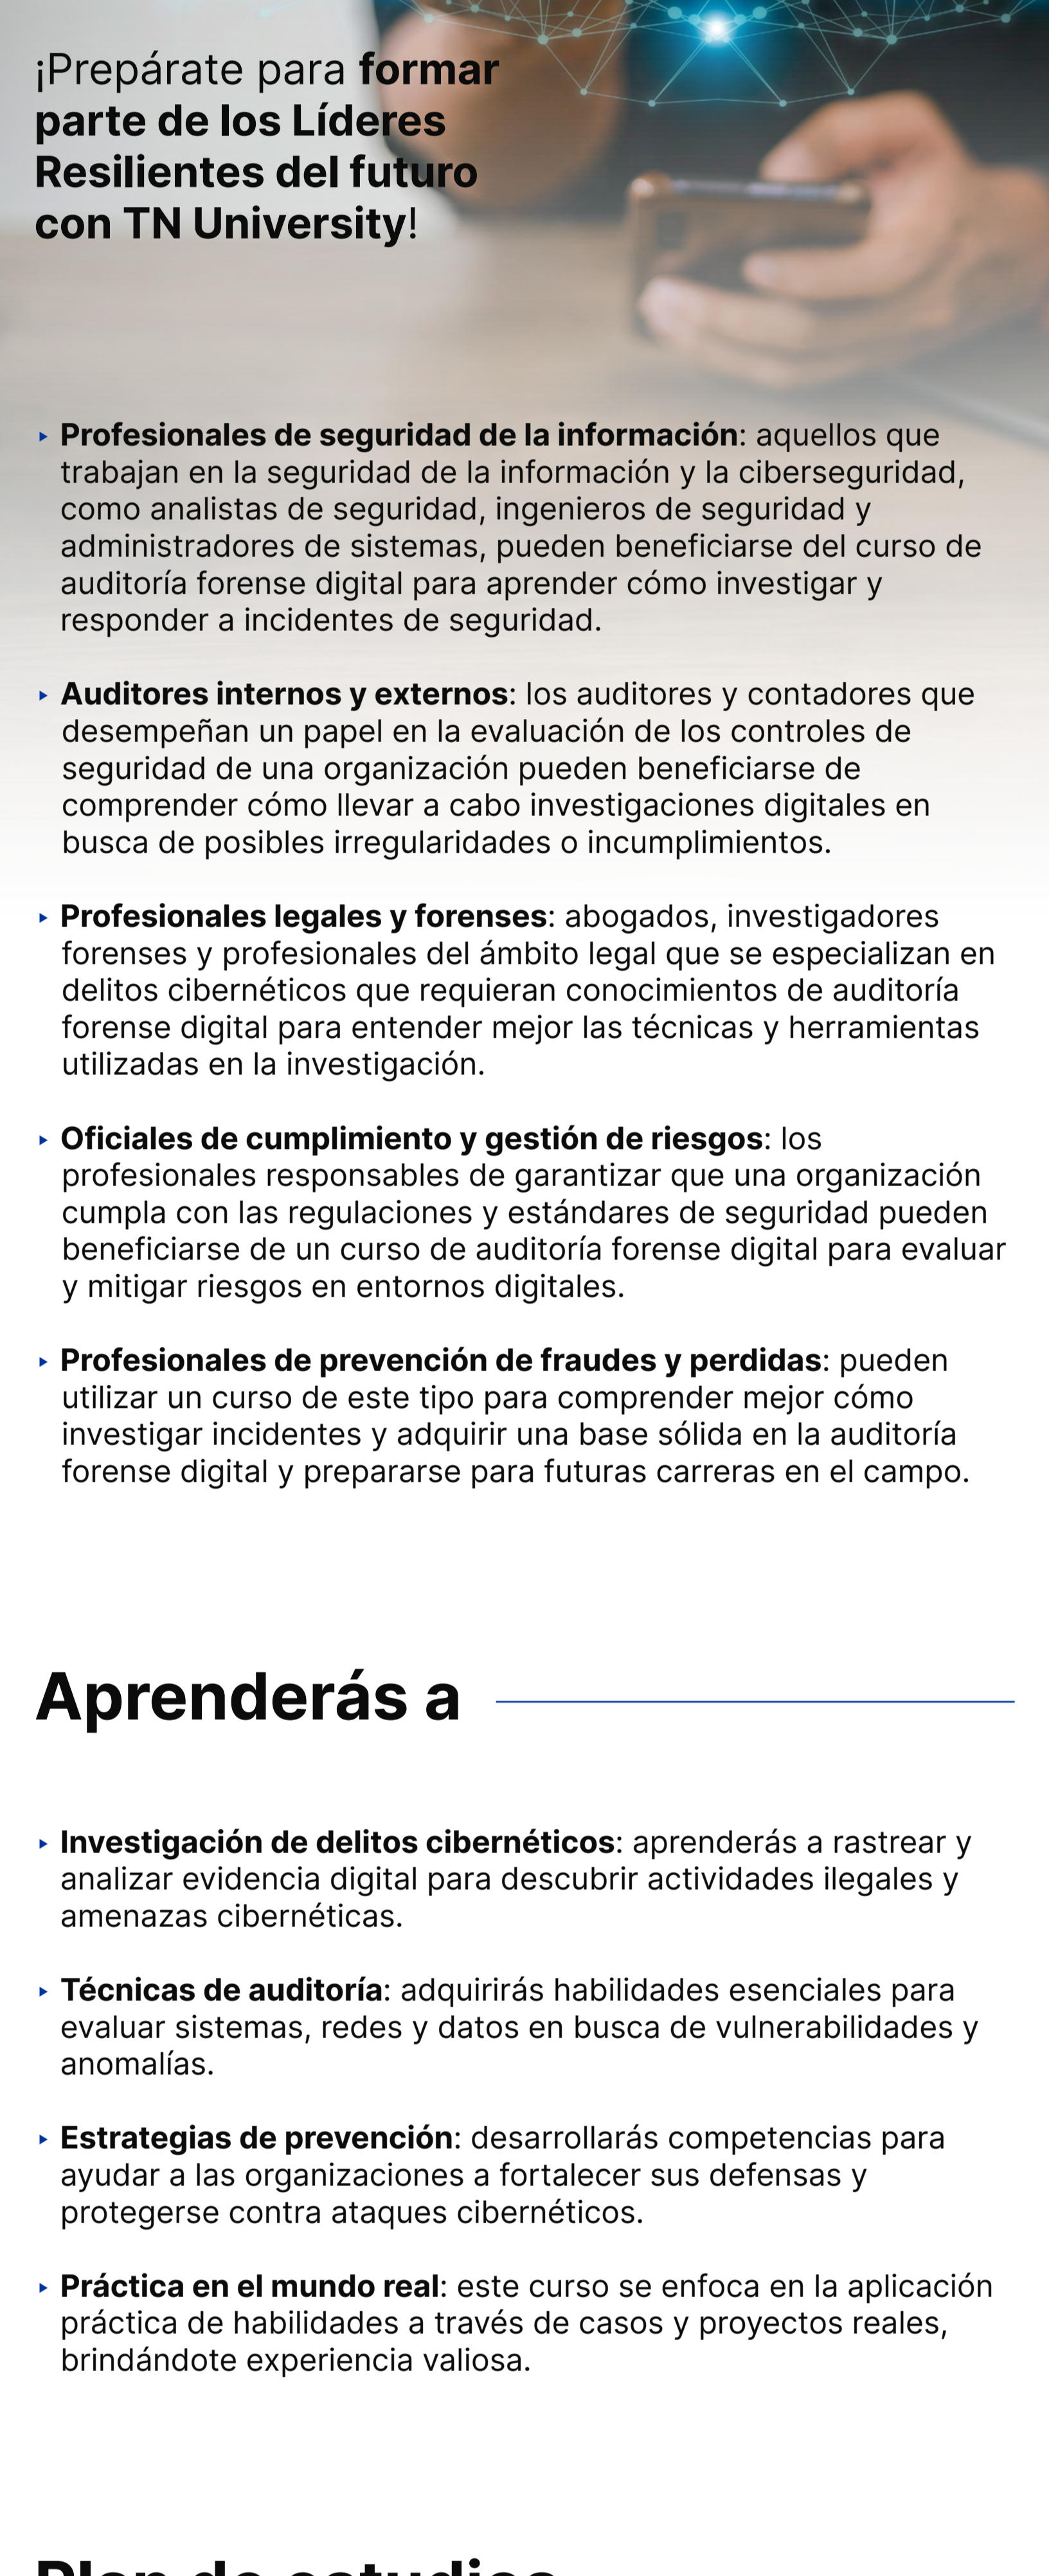 ¡Prepárate para formar
parte de los Líderes
Resilientes del futuro
con TN University!
Profesionales de seguridad de la información: aquellos que
trabajan en la seguridad de la información y la ciberseguridad,
como analistas de seguridad, ingenieros de seguridad y
administradores de sistemas, pueden beneficiarse del curso de
auditoría forense digital para aprender cómo investigar y
responder a incidentes de seguridad.
Auditores internos y externos: los auditores y contadores que
desempeñan un papel en la evaluación de los controles de
seguridad de una organización pueden beneficiarse de
comprender cómo llevar a cabo investigaciones digitales en
busca de posibles irregularidades o incumplimientos.
Profesionales legales y forenses: abogados, investigadores
forenses y profesionales del ámbito legal que se especializan en
delitos cibernéticos que requieran conocimientos de auditoría
forense digital para entender mejor las técnicas y herramientas
utilizadas en la investigación.
Oficiales de cumplimiento y gestión de riesgos: los
profesionales responsables de garantizar que una organización
cumpla con las regulaciones y estándares de seguridad pueden
beneficiarse de un curso de auditoría forense digital para evaluar
y mitigar riesgos en entornos digitales.
Profesionales de prevención de fraudes y perdidas: pueden
utilizar un curso de este tipo para comprender mejor cómo
investigar incidentes y adquirir una base sólida en la auditoría
forense digital y prepararse para futuras carreras en el campo.
Aprenderás a
Investigación de delitos cibernéticos: aprenderás a rastrear y
analizar evidencia digital para descubrir actividades ilegales y
amenazas cibernéticas.
Técnicas de auditoría: adquirirás habilidades esenciales para
evaluar sistemas, redes y datos en busca de vulnerabilidades y
anomalías.
Estrategias de prevención: desarrollarás competencias para
ayudar a las organizaciones a fortalecer sus defensas y
protegerse contra ataques cibernéticos.
Práctica en el mundo real: este curso se enfoca en la aplicación
práctica de habilidades a través de casos y proyectos reales,
brindándote experiencia valiosa.
Plan de estudios